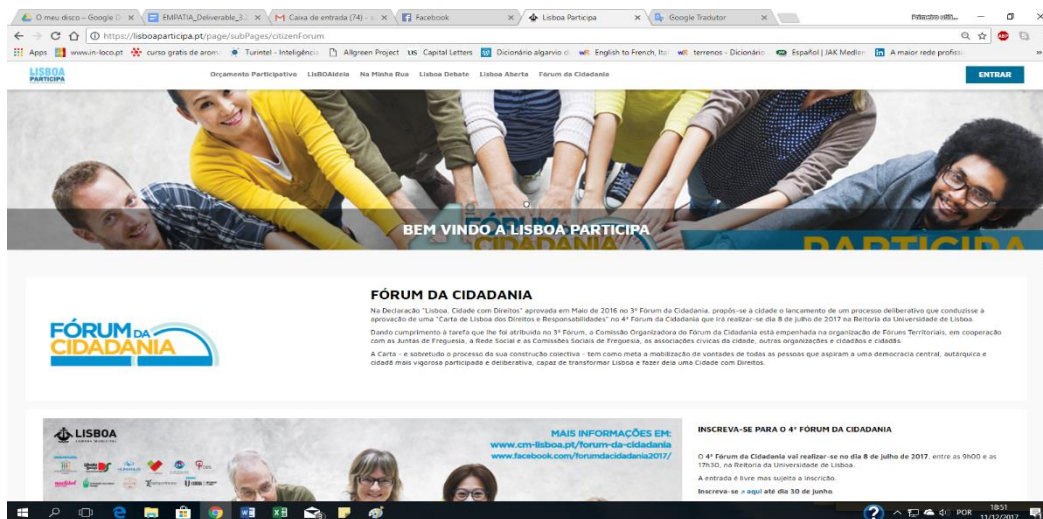 O meu disco – Google D
EMPATIA_Deliverable_3.
Caixa de entrada (74) -
Facebook
Lisboa Participa
Google Tradutor
https://lisboaparticipa.pt/page/subPages/citizenForum
Apps
www.in-loco.pt
curso gratis de arom
Turintel - Inteligênci
Allgreen Project
US Capital Letters
Dicionário algarvio d
English to French, Ital
terrenos - Dicionário
Español | JAK Medlem
A maior rede profiss
LISBOA
PARTICIPA
Orçamento Participativo
LisBOAIdeia
Na Minha Rua
Lisboa Debate
Lisboa Aberta
Fórum da Cidadania
ENTRAR
FÓRUM
CIDADANIA
BEM VINDO A LISBOA PARTICIPA
PARTICIPA
FÓRUM DA
CIDADANIA
FÓRUM DA CIDADANIA
Na Declaração "Lisboa, Cidade com Direitos" aprovada em Maio de 2016 no 3º Fórum da Cidadania, propôs-se à cidade o lançamento de um processo deliberativo que conduzisse à
aprovação de uma "Carta de Lisboa dos Direitos e Responsabilidades" no 4º Fórum da Cidadania que irá realizar-se dia 8 de julho de 2017 na Reitoria da Universidade de Lisboa.
Dando cumprimento à tarefa que lhe foi atribuída no 3º Fórum, a Comissão Organizadora do Fórum da Cidadania está empenhada na organização de Fóruns Territoriais, em cooperação
com as Juntas de Freguesia, a Rede Social e as Comissões Sociais de Freguesia, as associações cívicas da cidade, outras organizações e cidadãos e cidadãs.
A Carta - e sobretudo o processo da sua construção colectiva - tem como meta a mobilização de vontades de todas as pessoas que aspiram a uma democracia central, autárquica e
cidadã mais vigorosa participada e deliberativa, capaz de transformar Lisboa e fazer dela uma Cidade com Direitos.
LISBOA
CÂMARA MUNICIPAL
MAIS INFORMAÇÕES EM:
www.cm-lisboa.pt/forum-da-cidadania
www.facebook.com/forumdacidadania2017/
INSCREVA-SE PARA O 4º FÓRUM DA CIDADANIA
O 4º Fórum da Cidadania vai realizar-se no dia 8 de julho de 2017, entre as 9h00 e as
17h30, na Reitoria da Universidade de Lisboa.
A entrada é livre mas sujeita a inscrição.
Inscreva-se » aqui até dia 30 de junho.
POR
18:51
11/12/2017